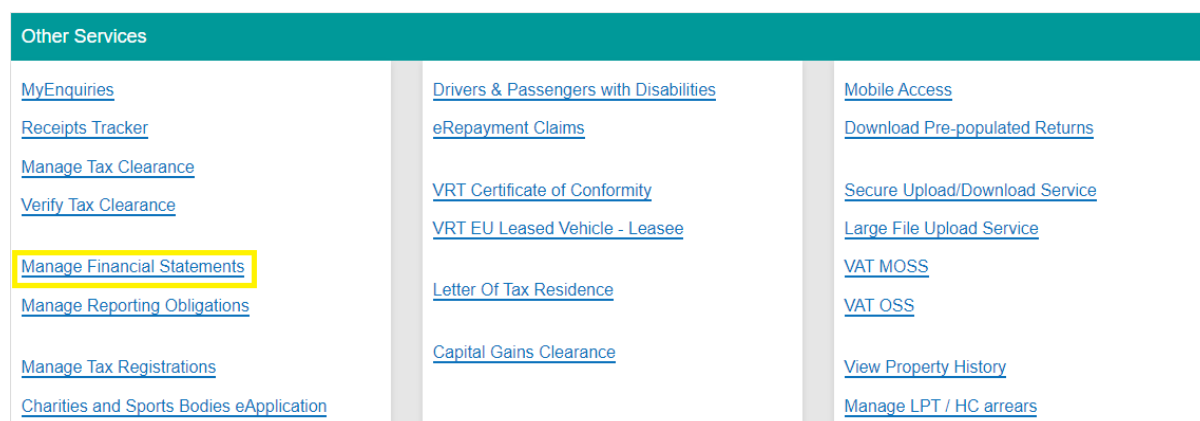 Other Services
MyEnquiries
Receipts Tracker
Manage Tax Clearance
Verify Tax Clearance
Manage Financial Statements
Manage Reporting Obligations
Manage Tax Registrations
Charities and Sports Bodies eApplication
Drivers & Passengers with Disabilities
eRepayment Claims
VRT Certificate of Conformity
VRT EU Leased Vehicle - Leasee
Letter Of Tax Residence
Capital Gains Clearance
Mobile Access
Download Pre-populated Returns
Secure Upload/Download Service
Large File Upload Service
VAT MOSS
VAT OSS
View Property History
Manage LPT / HC arrears